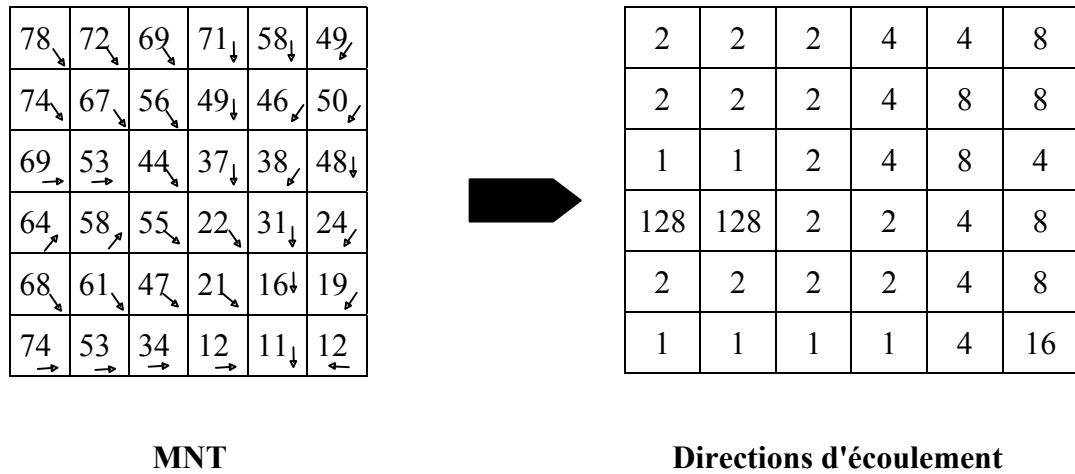 78 72 69 71 58 49 2 2 2 4 4 8
74 67 56 49 46 50 2 2 2 4 8 8
69 53 44 37 38 48 1 1 2 4 8 4
64 58 55 22 31 24 128 128 2 2 4 8
68 61 47 21 16 19 2 2 2 2 4 8
74 53 34 12 11 12 1 1 1 1 4 16
MNT Directions d'écoulement